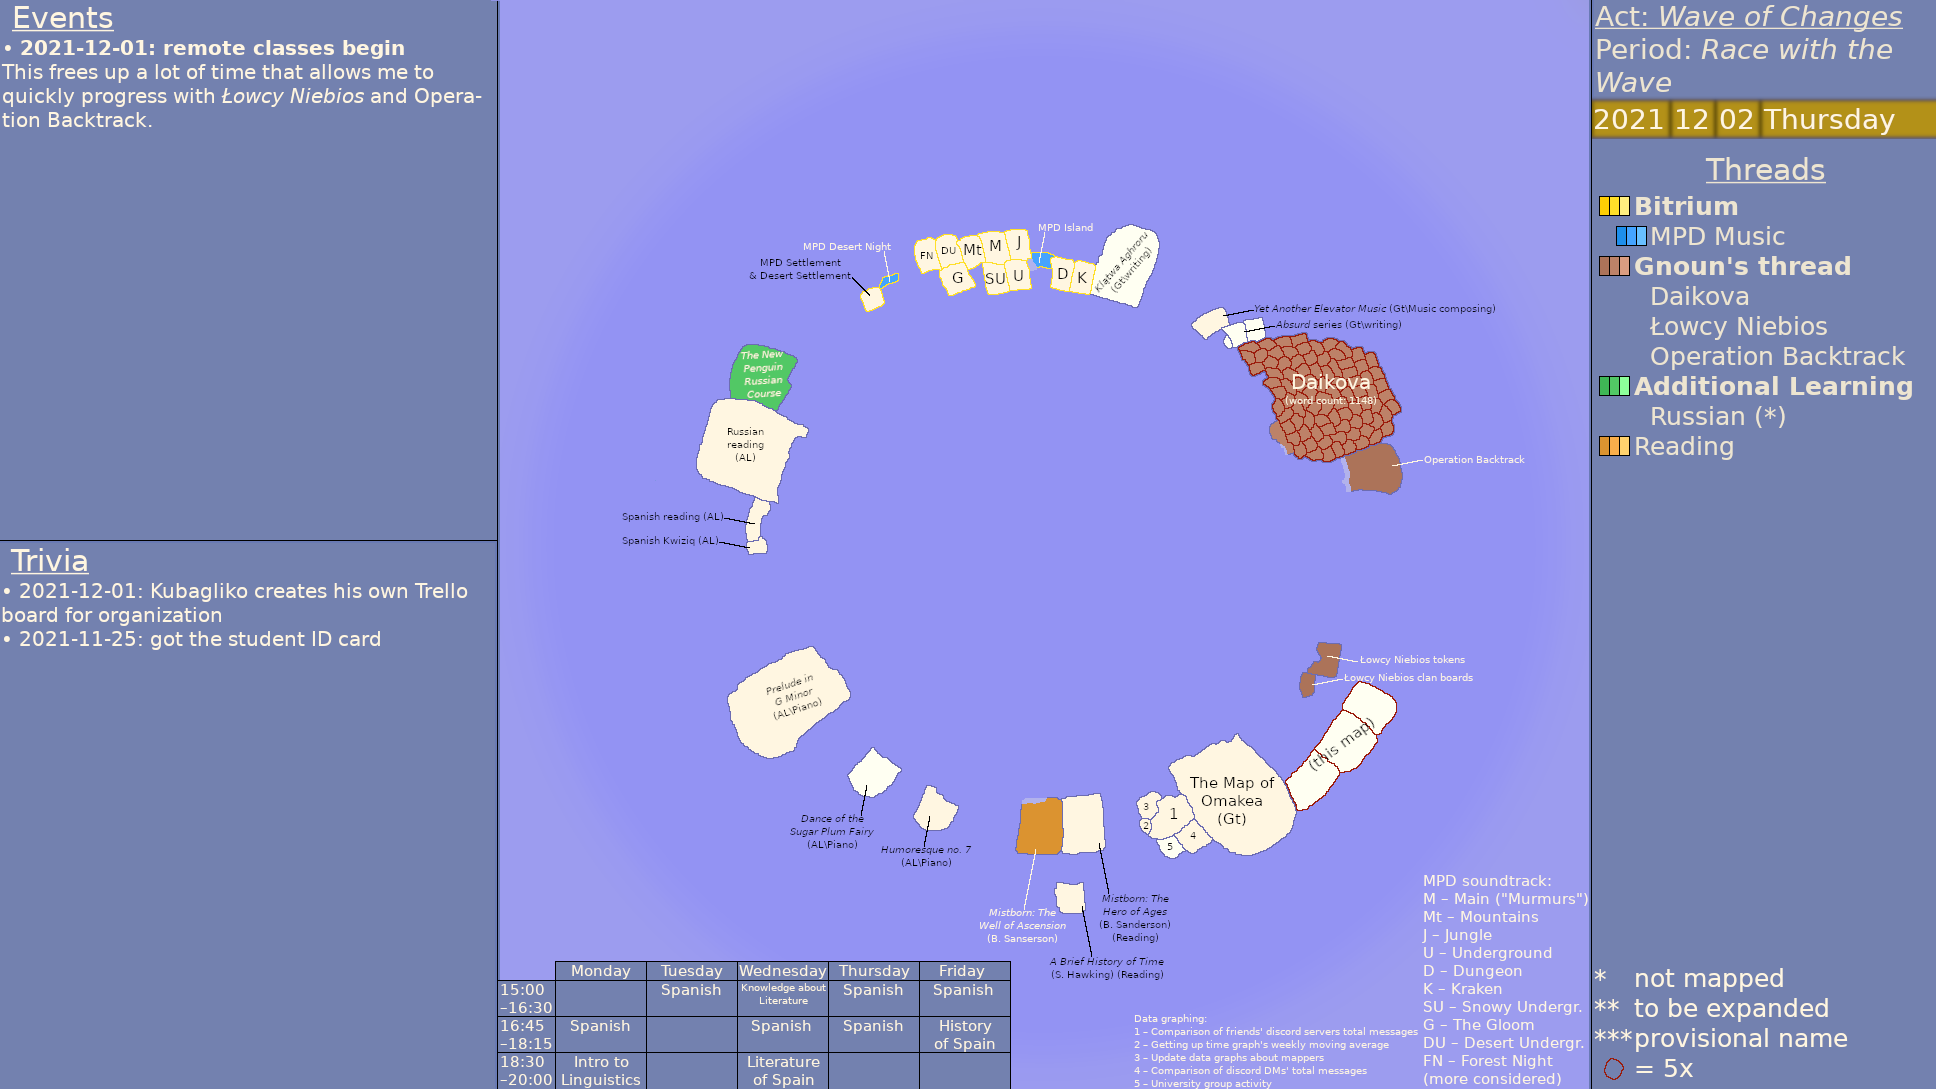 Events
• 2021-12-01: remote classes begin
This frees up a lot of time that allows me to
quickly progress with Łowcy Niebios and Opera-
tion Backtrack.
Trivia
• 2021-12-01: Kubagliko creates his own Trello
board for organization
• 2021-11-25: got the student ID card
MPD Desert Night
MPD Settlement
& Desert Settlement
FN
DU
Mt
M
J
G
SU
U
MPD Island
D
K
Klątwa Aghroru
(Gt\writing)
Yet Another Elevator Music (Gt\Music composing)
Absurd series (Gt\writing)
Daikova
(word count: 1148)
Operation Backtrack
The New
Penguin
Russian
Course
Russian
reading
(AL)
Spanish reading (AL)
Spanish Kwiziq (AL)
Łowcy Niebios tokens
Łowcy Niebios clan boards
(this map)
Prelude in
G Minor
(AL\Piano)
Dance of the
Sugar Plum Fairy
(AL\Piano)
Humoresque no. 7
(AL\Piano)
The Map of
Omakea
(Gt)
3
1
2
4
5
Mistborn: The
Well of Ascension
(B. Sanserson)
Mistborn: The
Hero of Ages
(B. Sanderson)
(Reading)
A Brief History of Time
(S. Hawking) (Reading)
Monday Tuesday Wednesday Thursday Friday
15:00
–16:30
Spanish
Knowledge about
Literature
Spanish
Spanish
16:45
–18:15
Spanish
Spanish
Spanish
History
of Spain
18:30
–20:00
Intro to
Linguistics
Literature
of Spain
Data graphing:
1 – Comparison of friends' discord servers total messages
2 – Getting up time graph's weekly moving average
3 – Update data graphs about mappers
4 – Comparison of discord DMs' total messages
5 – University group activity
MPD soundtrack:
M – Main ("Murmurs")
Mt – Mountains
J – Jungle
U – Underground
D – Dungeon
K – Kraken
SU – Snowy Undergr.
G – The Gloom
DU – Desert Undergr.
FN – Forest Night
(more considered)
Act: Wave of Changes
Period: Race with the
Wave
2021 12 02 Thursday
Threads
Bitrium
MPD Music
Gnoun's thread
Daikova
Łowcy Niebios
Operation Backtrack
Additional Learning
Russian (*)
Reading
* not mapped
** to be expanded
*** provisional name
= 5x